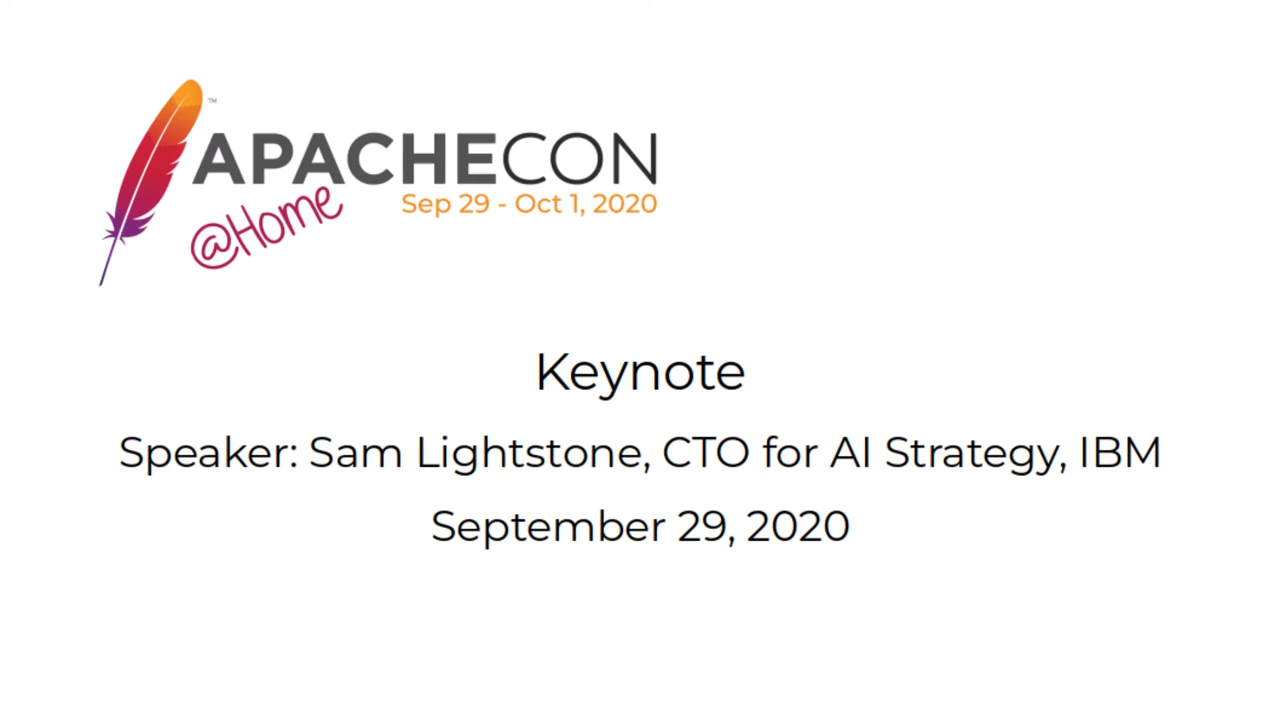 ™
APACHECON
@Home
Sep 29 - Oct 1, 2020
Keynote
Speaker: Sam Lightstone, CTO for AI Strategy, IBM
September 29, 2020